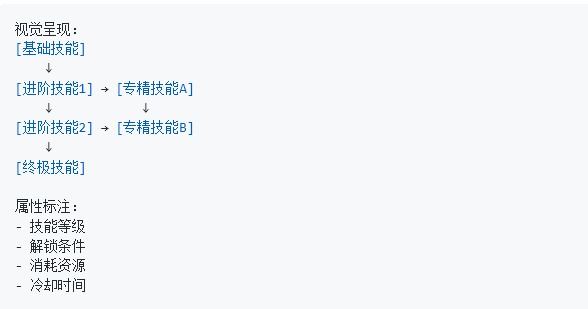 视觉呈现：
[基础技能]
↓
[进阶技能1] → [专精技能A]
↓ ↓
[进阶技能2] → [专精技能B]
↓
[终极技能]
属性标注：
- 技能等级
- 解锁条件
- 消耗资源
- 冷却时间